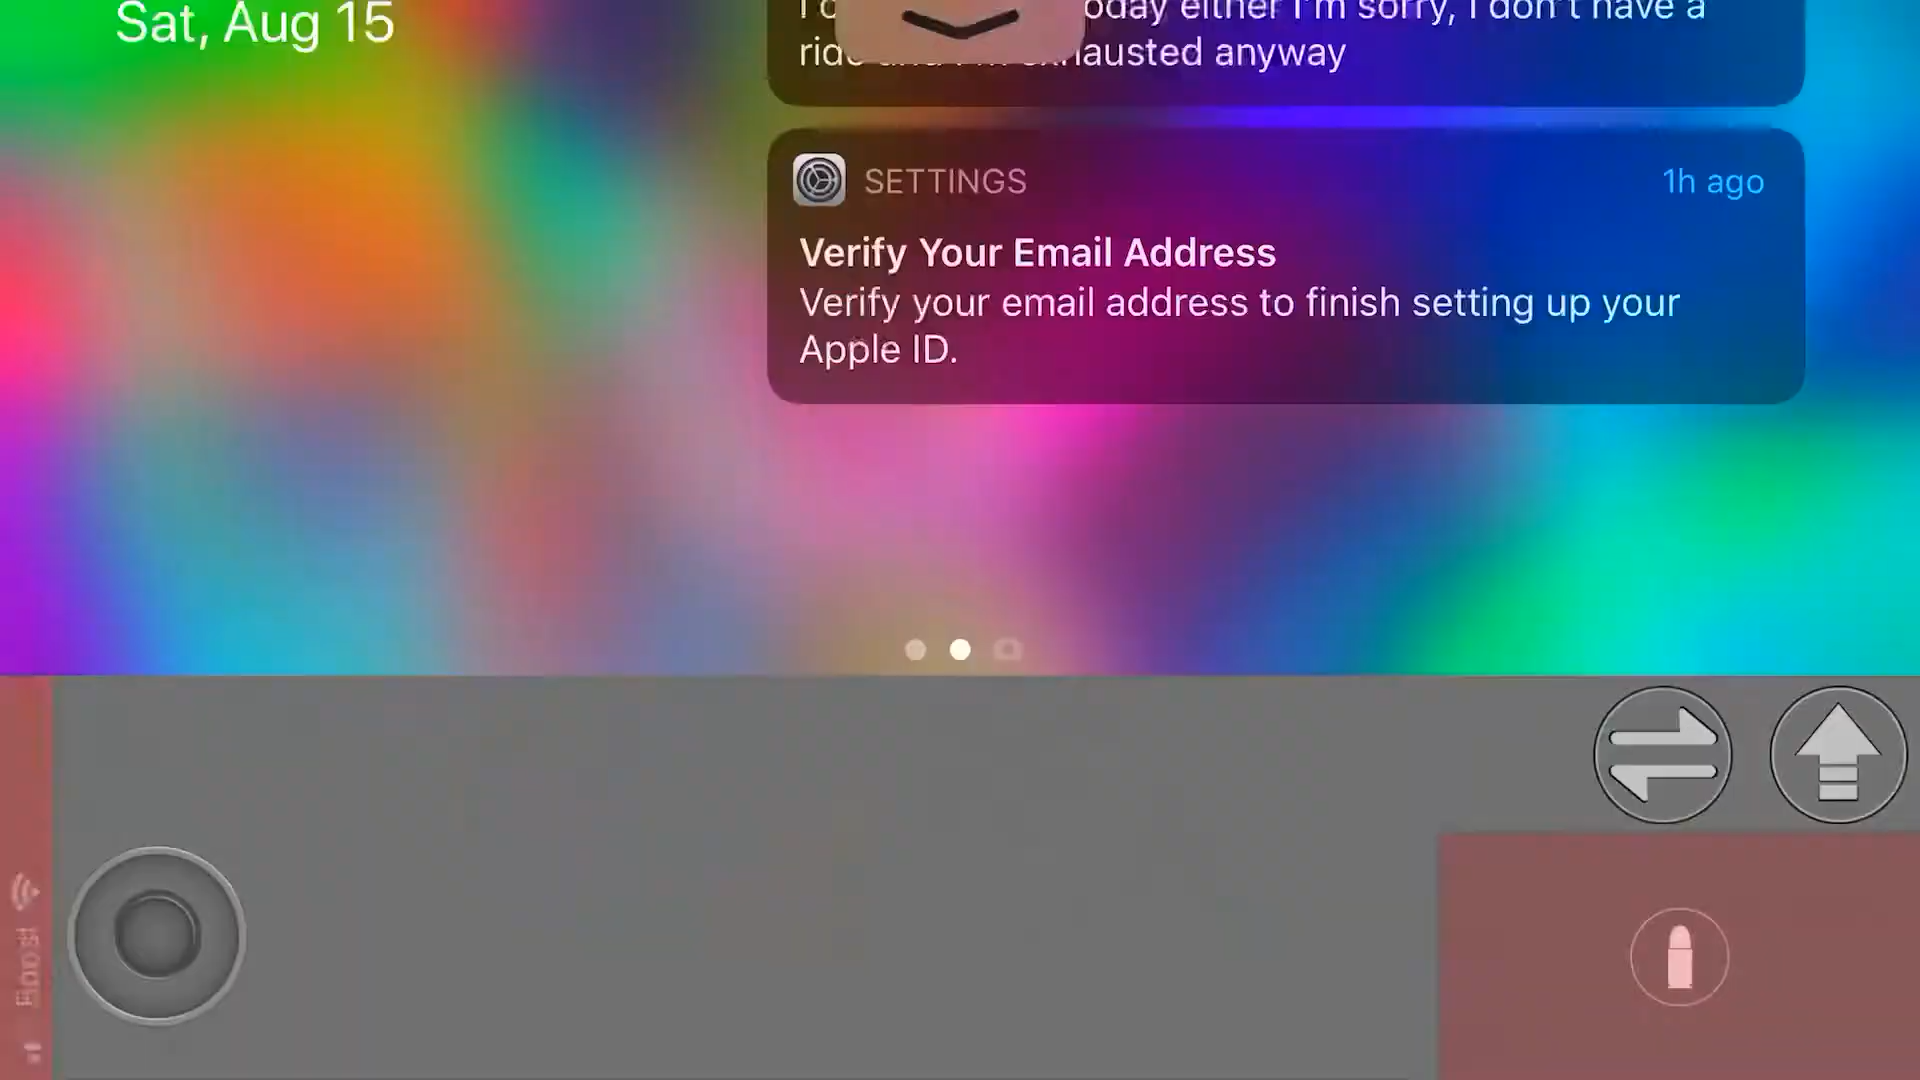 Sat, Aug 15
oday either I'm sorry, I don't have a
hausted anyway
SETTINGS
1h ago
Verify Your Email Address
Verify your email address to finish setting up your
Apple ID.